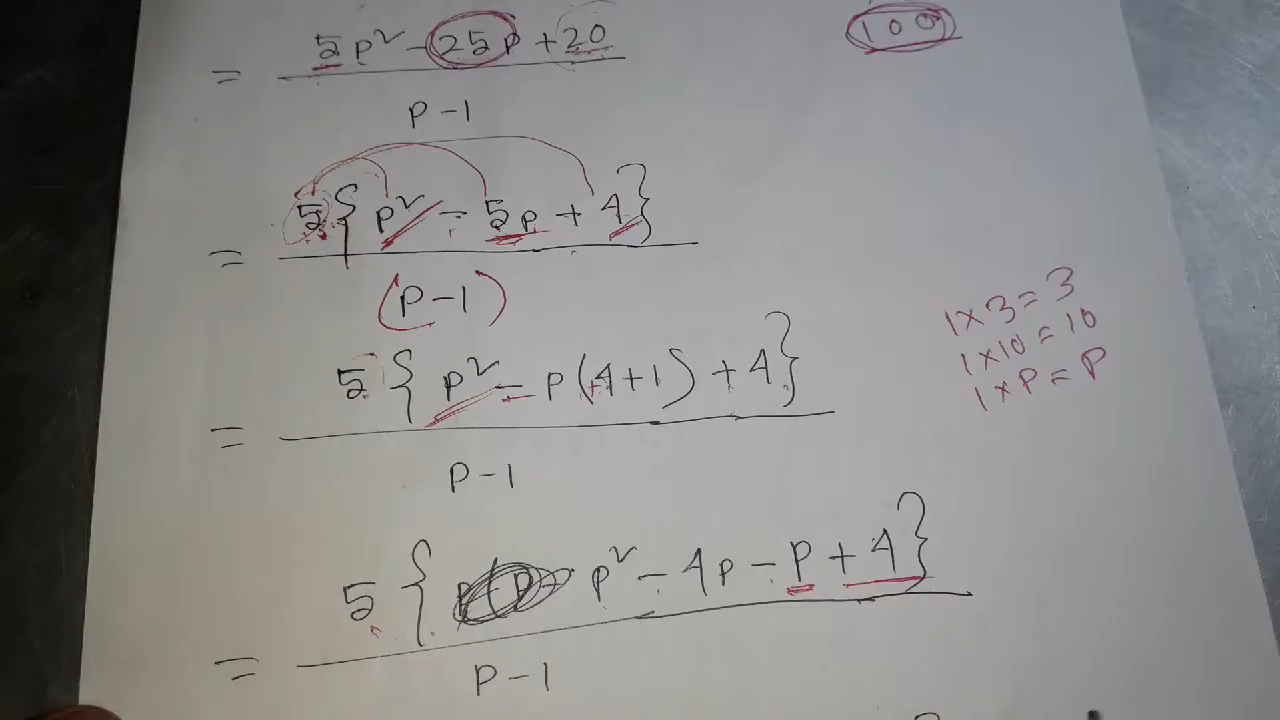 = 5p² - 25p + 20
100
p - 1
= 5{p² - 5p + 4}
(p - 1)
1 × 3 = 3
1 × 10 = 10
1 × p = p
= 5{p² - p(4+1) + 4}
p - 1
= 5{p² - 4p - p + 4}
p - 1